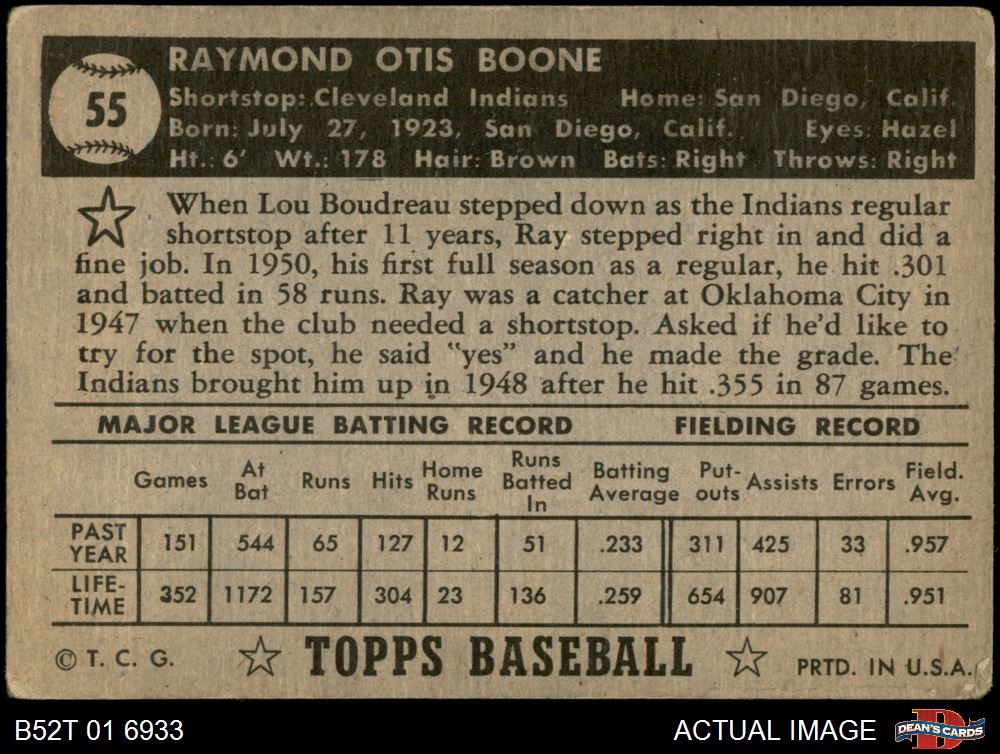 55
RAYMOND OTIS BOONE
Shortstop: Cleveland Indians Home: San Diego, Calif.
Born: July 27, 1923, San Diego, Calif. Eyes: Hazel
Ht.: 6' Wt.: 178 Hair: Brown Bats: Right Throws: Right
When Lou Boudreau stepped down as the Indians regular
shortstop after 11 years, Ray stepped right in and did a
fine job. In 1950, his first full season as a regular, he hit .301
and batted in 58 runs. Ray was a catcher at Oklahoma City in
1947 when the club needed a shortstop. Asked if he'd like to
try for the spot, he said "yes" and he made the grade. The
Indians brought him up in 1948 after he hit .355 in 87 games.
MAJOR LEAGUE BATTING RECORD FIELDING RECORD
Games At Bat Runs Hits Home Runs Runs Batted In Batting Average Put-outs Assists Errors Field. Avg.
PAST YEAR 151 544 65 127 12 51 .233 311 425 33 .957
LIFE-TIME 352 1172 157 304 23 136 .259 654 907 81 .951
© T. C. G. TOPPS BASEBALL PRTD. IN U.S.A.
B52T 01 6933 ACTUAL IMAGE D DEAN'S CARDS